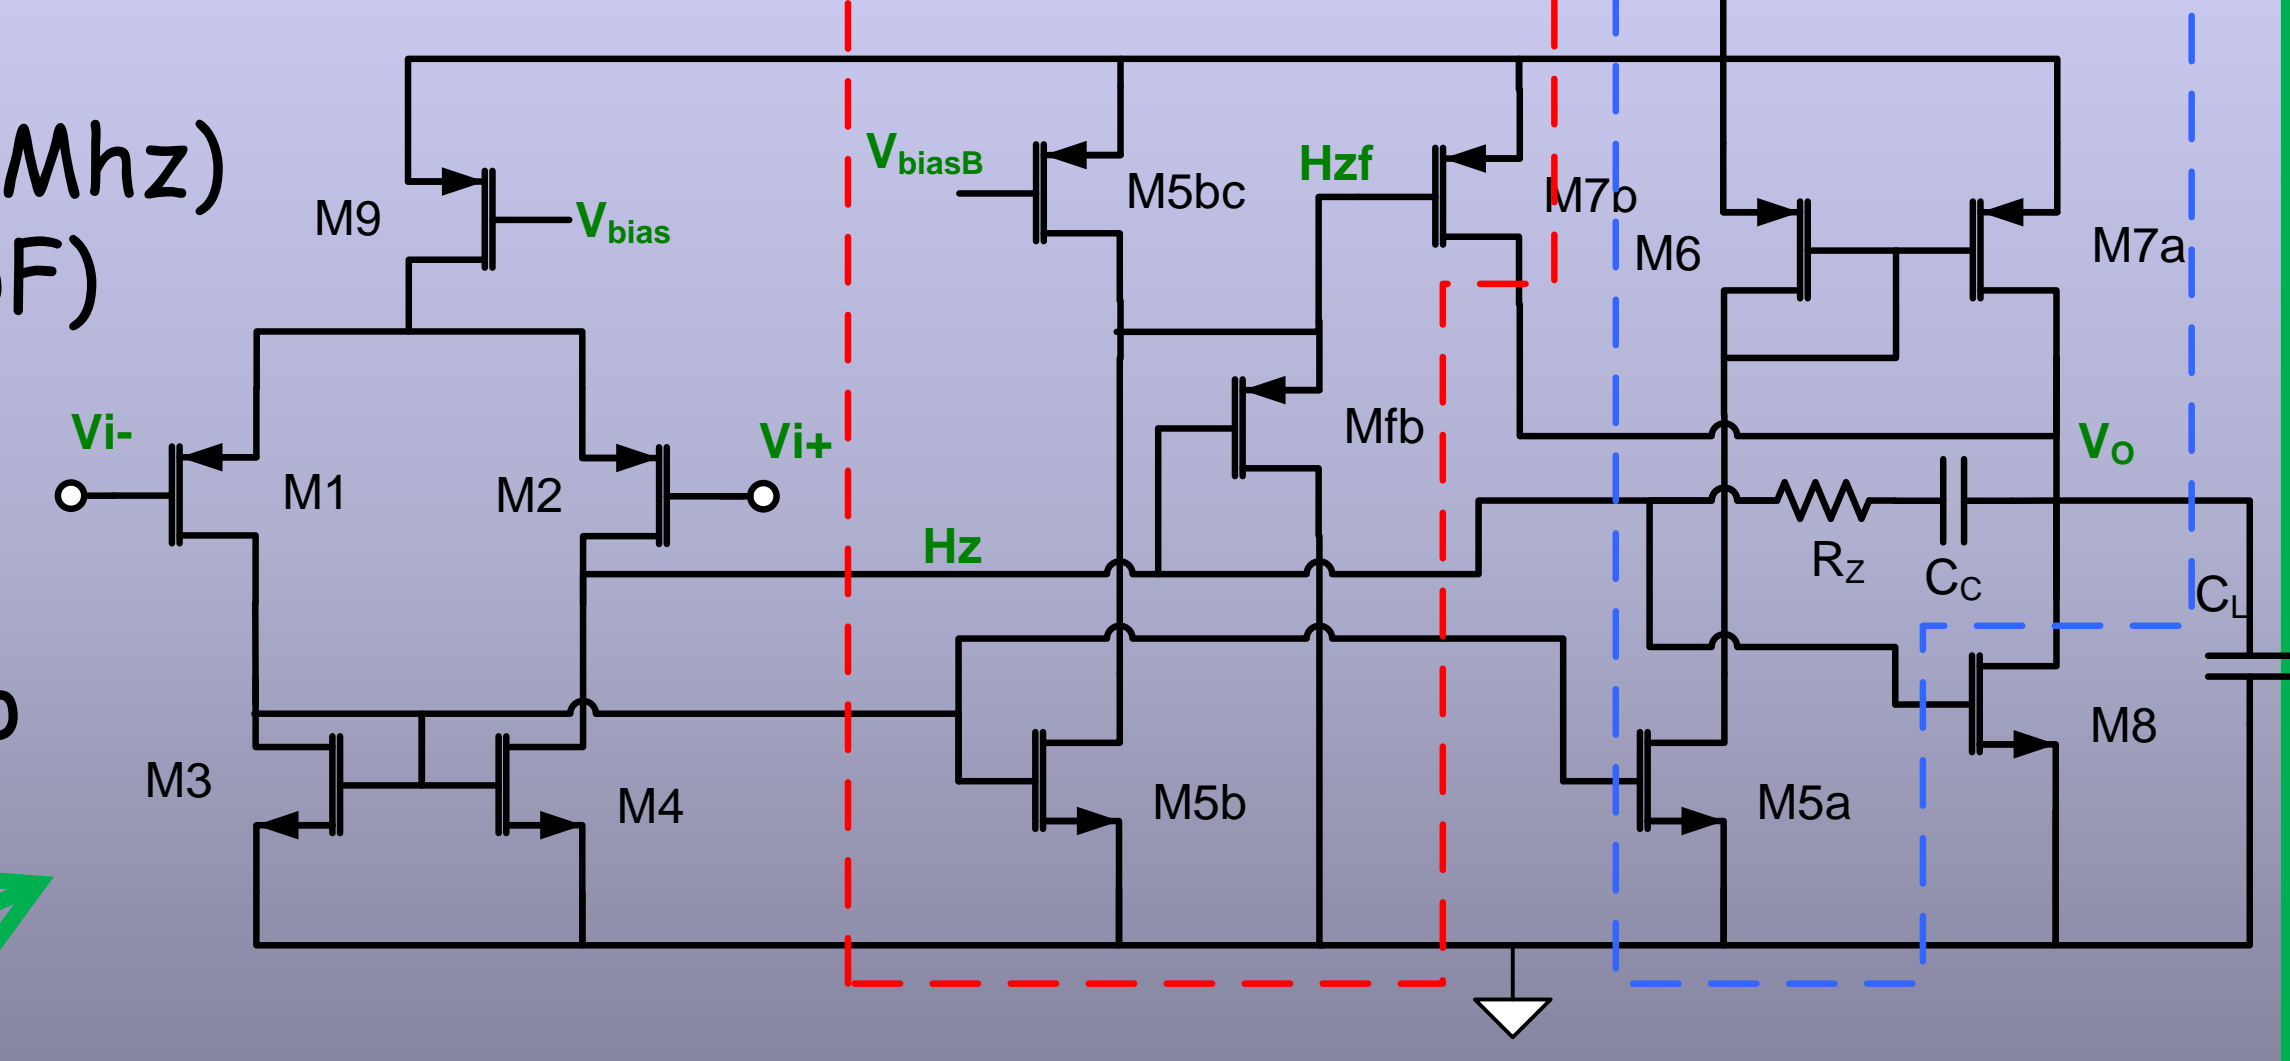 Mhz)
F)
M9
Vbias
VbiasB
M5bc
Hzf
M7b
M6
M7a
Vi-
M1
M2
Vi+
Mfb
VO
Hz
RZ
CC
CL
M3
M4
M5b
M5a
M8